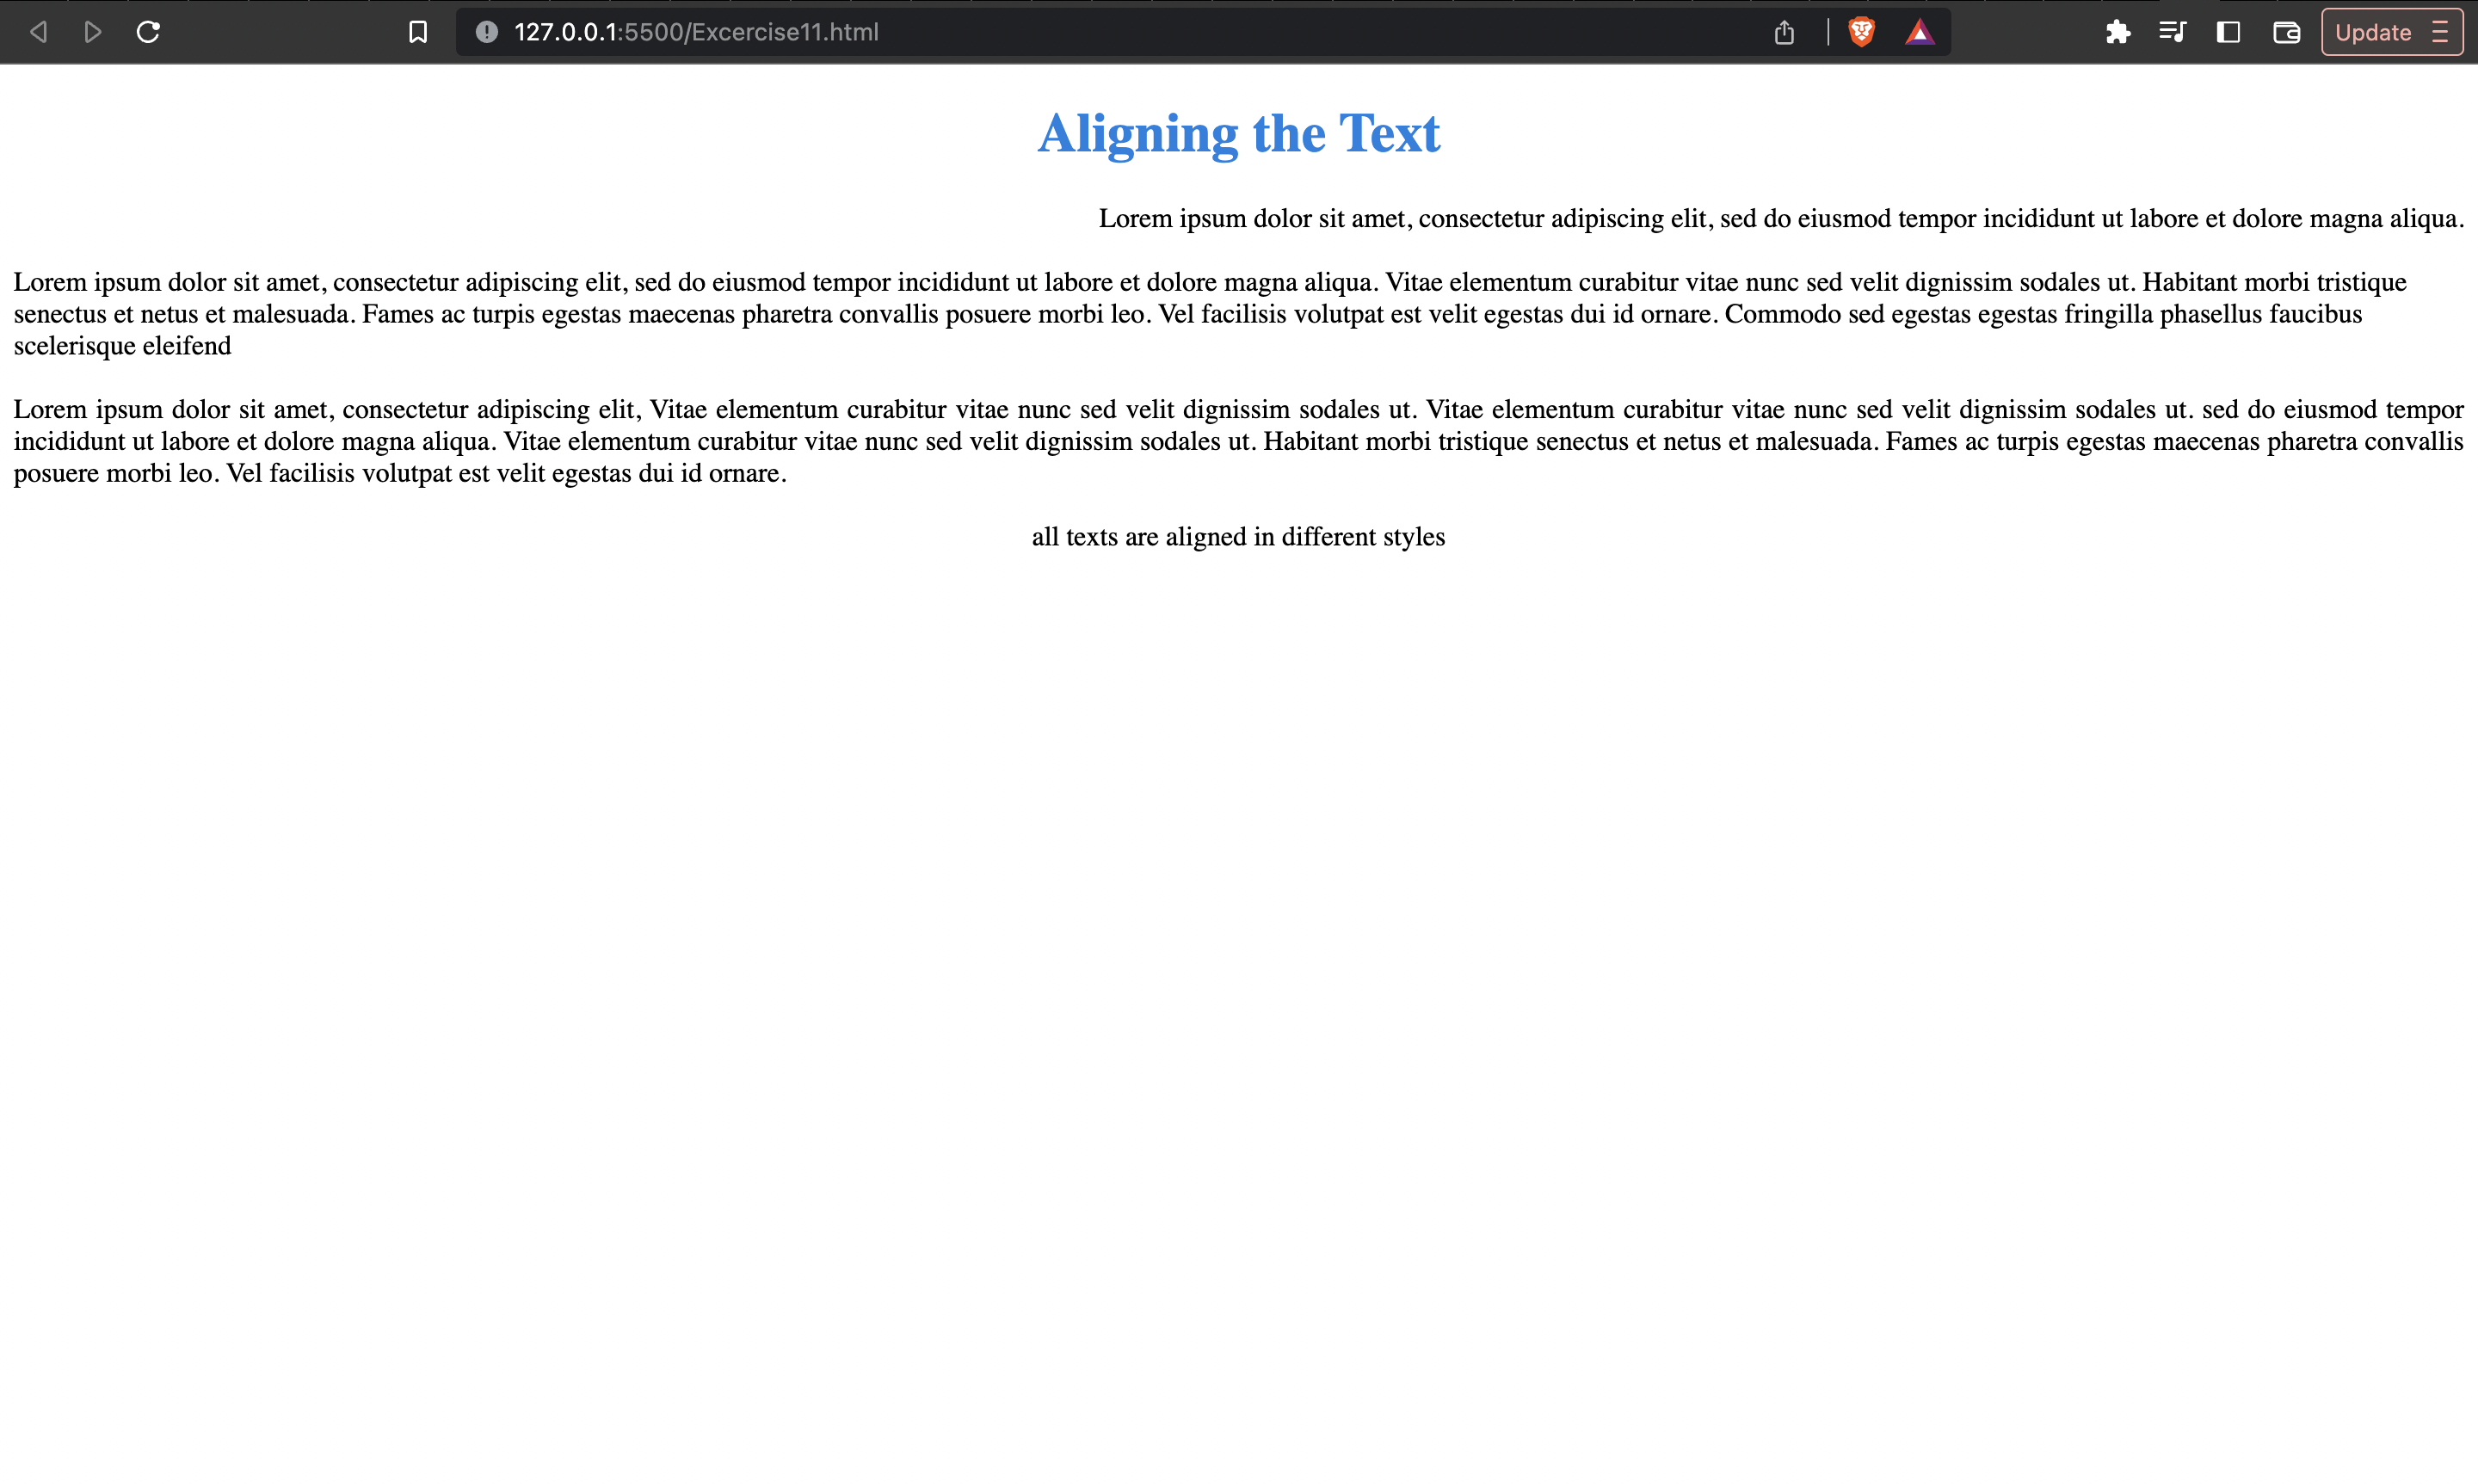 127.0.0.1:5500/Excercise11.html
Update
Aligning the Text
Lorem ipsum dolor sit amet, consectetur adipiscing elit, sed do eiusmod tempor incididunt ut labore et dolore magna aliqua.
Lorem ipsum dolor sit amet, consectetur adipiscing elit, sed do eiusmod tempor incididunt ut labore et dolore magna aliqua. Vitae elementum curabitur vitae nunc sed velit dignissim sodales ut. Habitant morbi tristique
senectus et netus et malesuada. Fames ac turpis egestas maecenas pharetra convallis posuere morbi leo. Vel facilisis volutpat est velit egestas dui id ornare. Commodo sed egestas egestas fringilla phasellus faucibus
scelerisque eleifend
Lorem ipsum dolor sit amet, consectetur adipiscing elit, Vitae elementum curabitur vitae nunc sed velit dignissim sodales ut. Vitae elementum curabitur vitae nunc sed velit dignissim sodales ut. sed do eiusmod tempor
incididunt ut labore et dolore magna aliqua. Vitae elementum curabitur vitae nunc sed velit dignissim sodales ut. Habitant morbi tristique senectus et netus et malesuada. Fames ac turpis egestas maecenas pharetra convallis
posuere morbi leo. Vel facilisis volutpat est velit egestas dui id ornare.
all texts are aligned in different styles